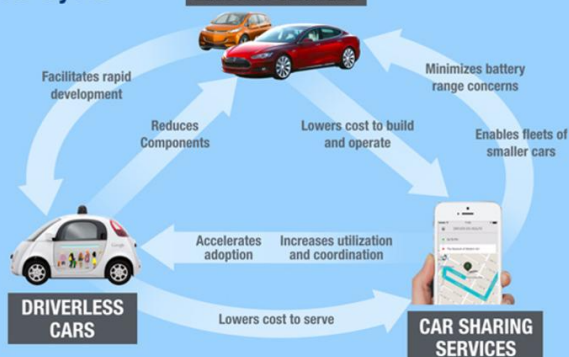 Facilitates rapid
development
Minimizes battery
range concerns
Reduces
Components
Lowers cost to build
and operate
Enables fleets of
smaller cars
Accelerates
adoption
Increases utilization
and coordination
Google
DRIVERLESS
CARS
Lowers cost to serve
CAR SHARING
SERVICES